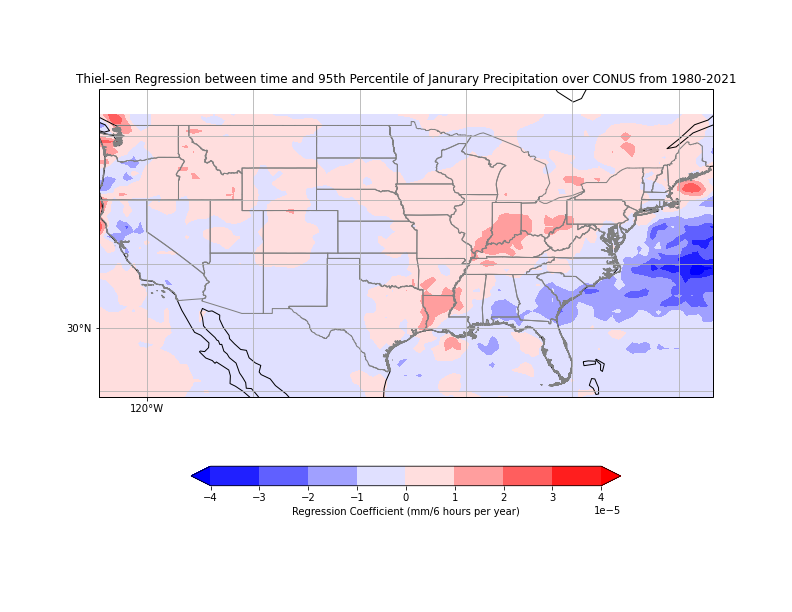 Thiel-sen Regression between time and 95th Percentile of Janurary Precipitation over CONUS from 1980-2021
30°N
120°W
−4 −3 −2 −1 0 1 2 3 4
Regression Coefficient (mm/6 hours per year)
1e−5